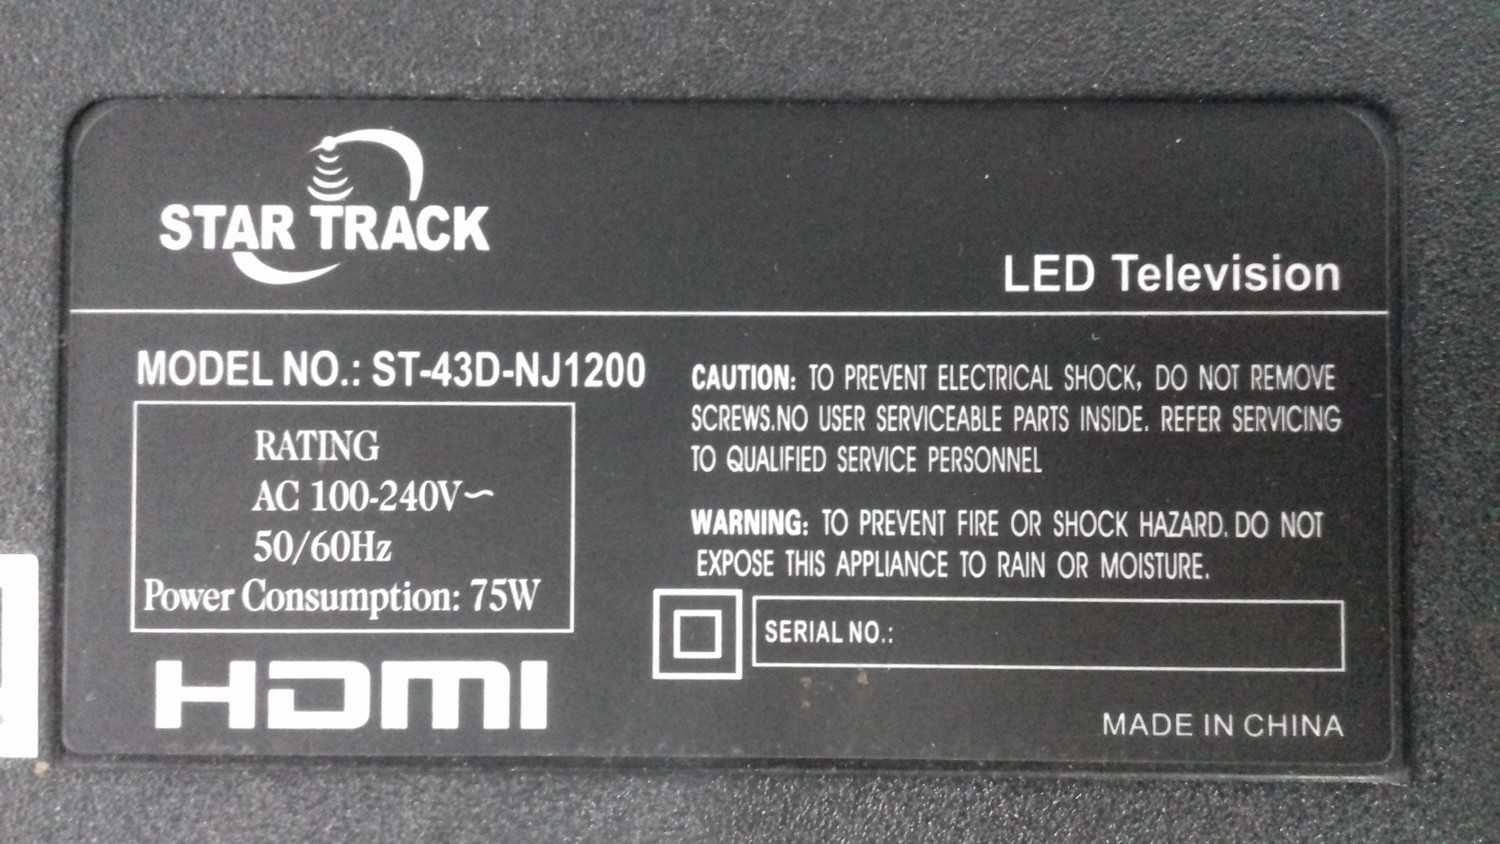 STAR TRACK
LED Television
MODEL NO.: ST-43D-NJ1200
RATING
AC 100-240V~
50/60Hz
Power Consumption: 75W
HDMI
CAUTION: TO PREVENT ELECTRICAL SHOCK, DO NOT REMOVE
SCREWS.NO USER SERVICEABLE PARTS INSIDE. REFER SERVICING
TO QUALIFIED SERVICE PERSONNEL
WARNING: TO PREVENT FIRE OR SHOCK HAZARD. DO NOT
EXPOSE THIS APPLIANCE TO RAIN OR MOISTURE.
SERIAL NO.:
MADE IN CHINA